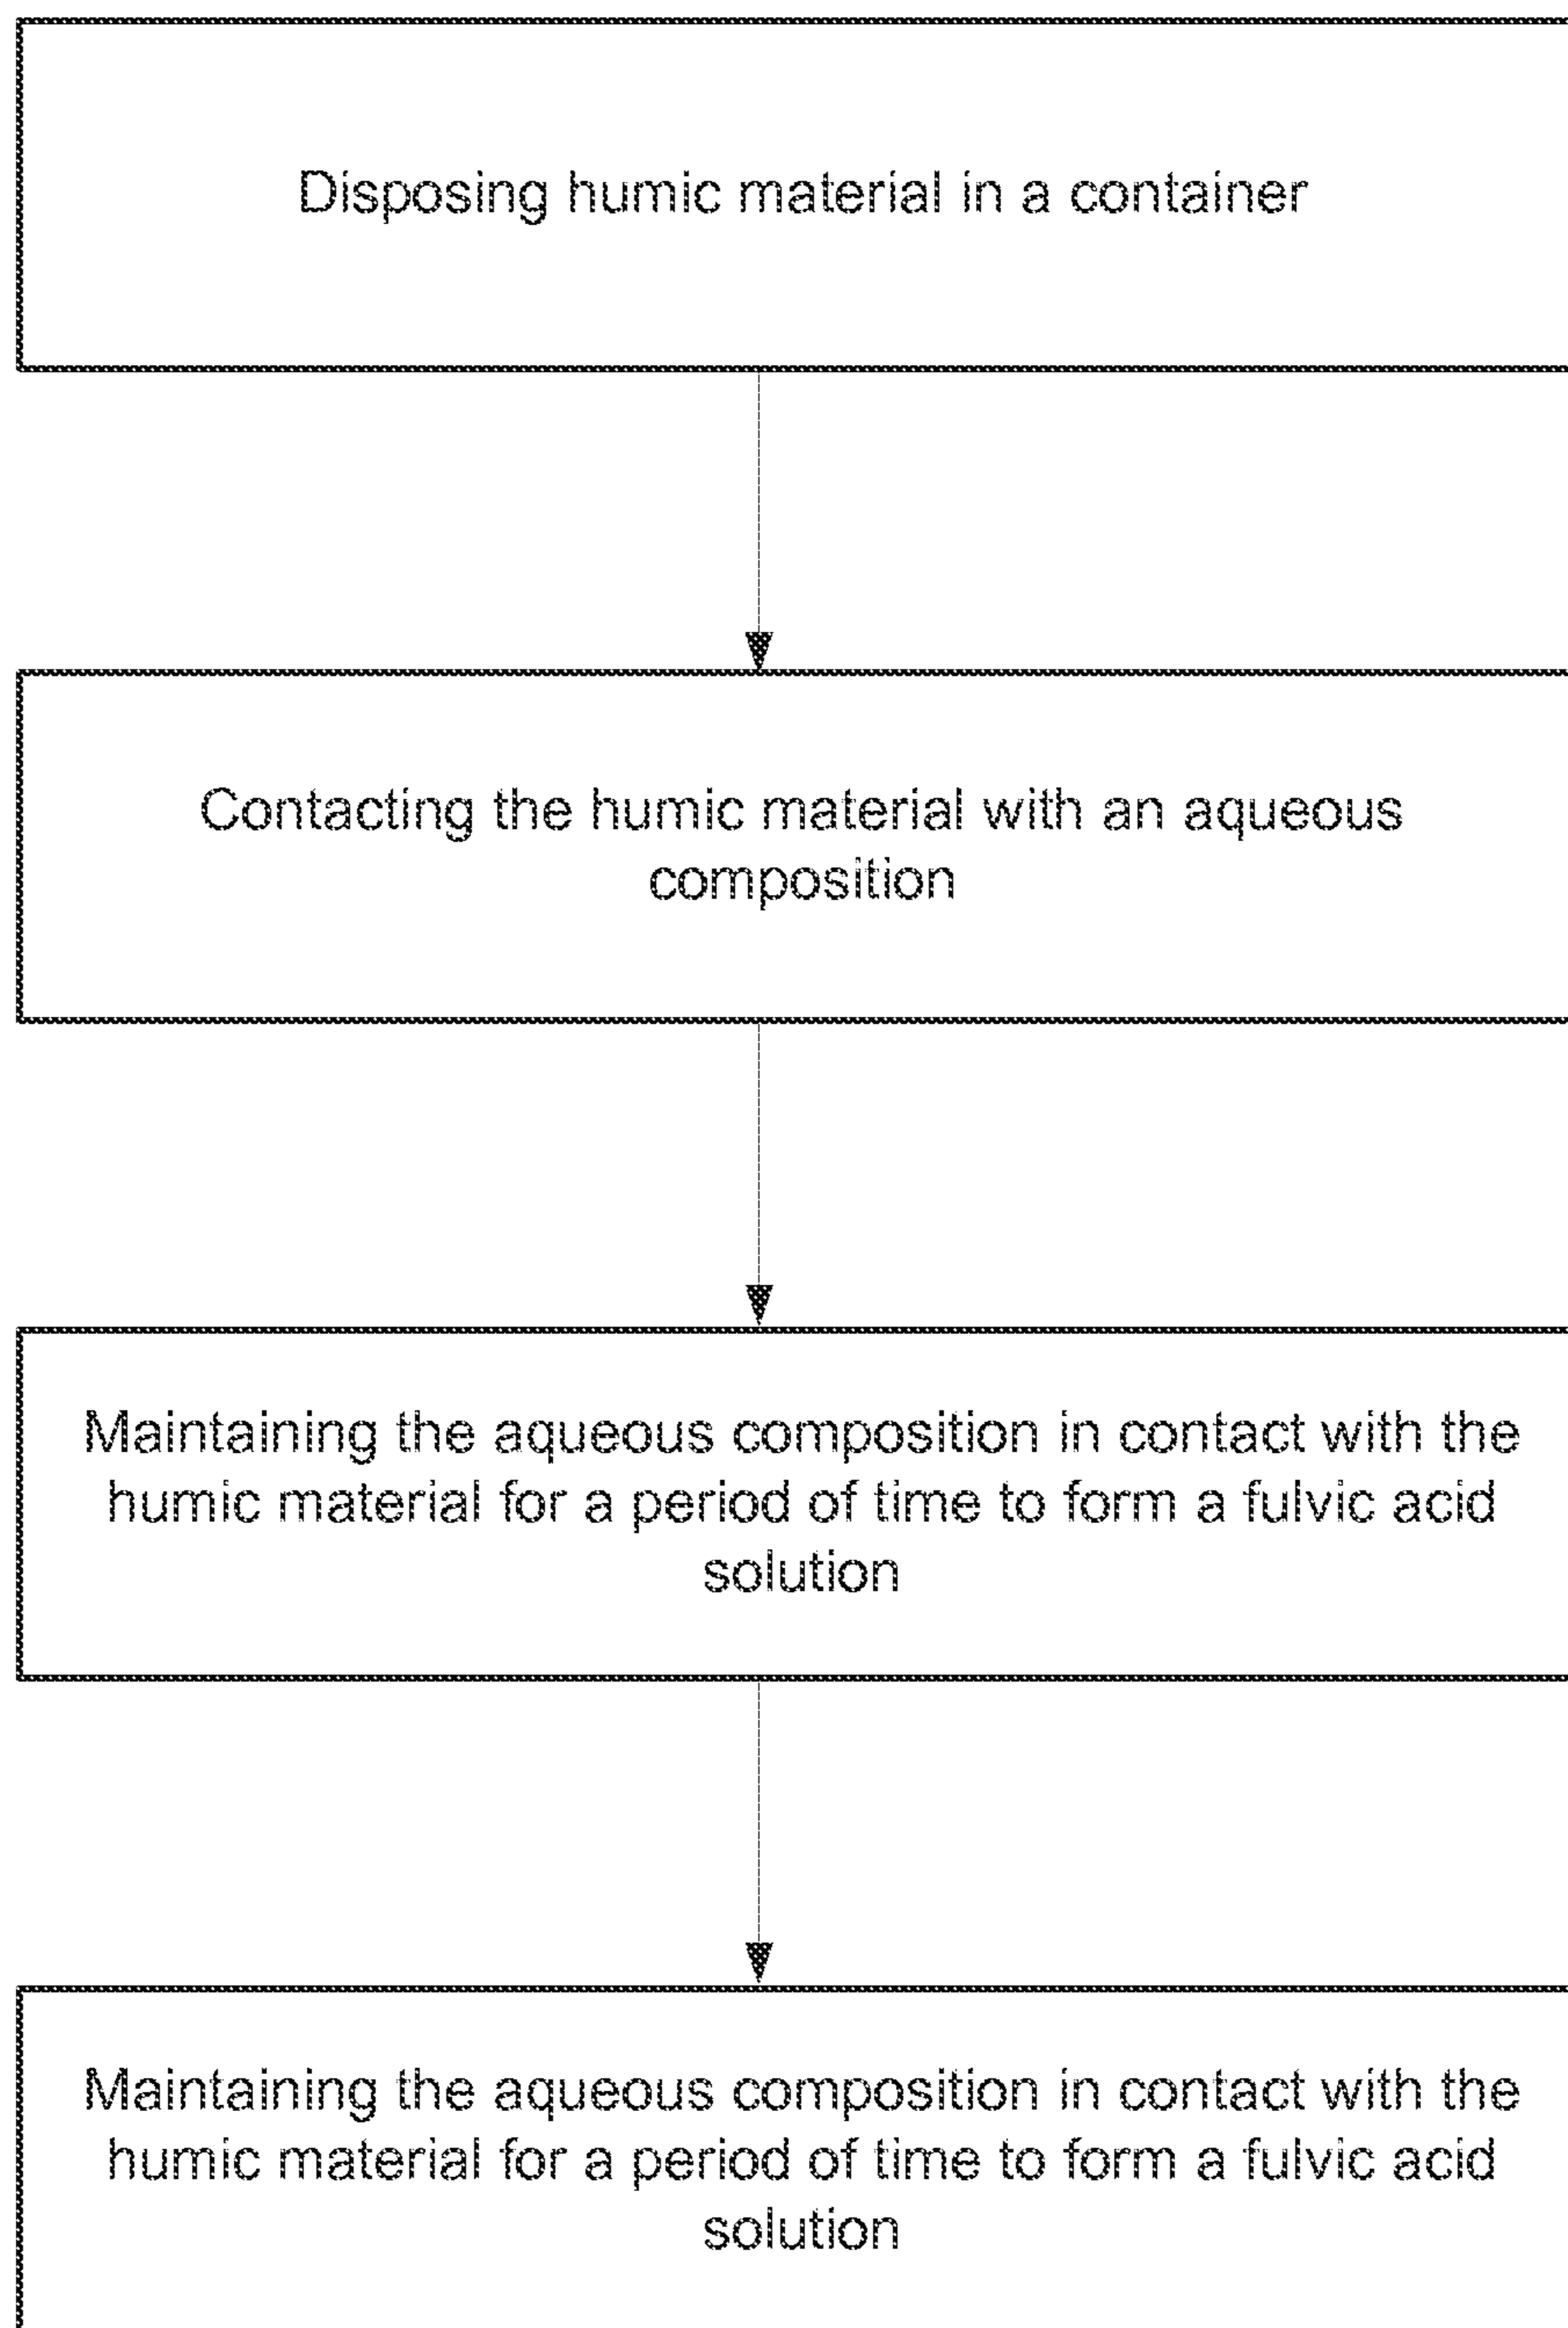 Disposing humic material in a container
Contacting the humic material with an aqueous
composition
Maintaining the aqueous composition in contact with the
humic material for a period of time to form a fulvic acid
solution
Maintaining the aqueous composition in contact with the
humic material for a period of time to form a fulvic acid
solution